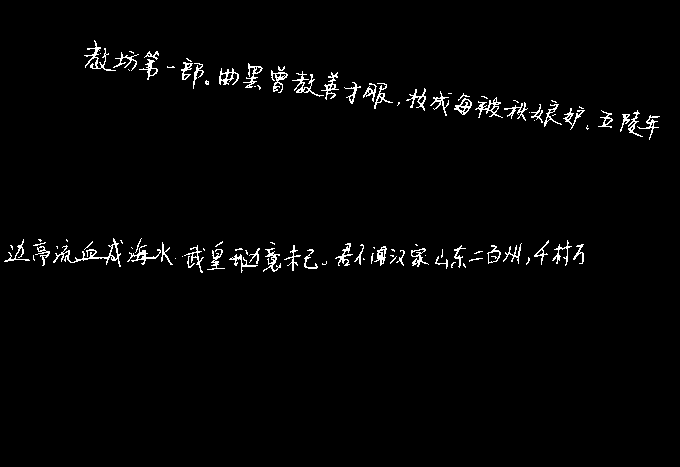 教坊第一部。曲罢曾教善才服,妆成每被秋娘妒。五陵年
边亭流血成海水。武皇开边意未已。君不闻汉家山东二百州,千村万